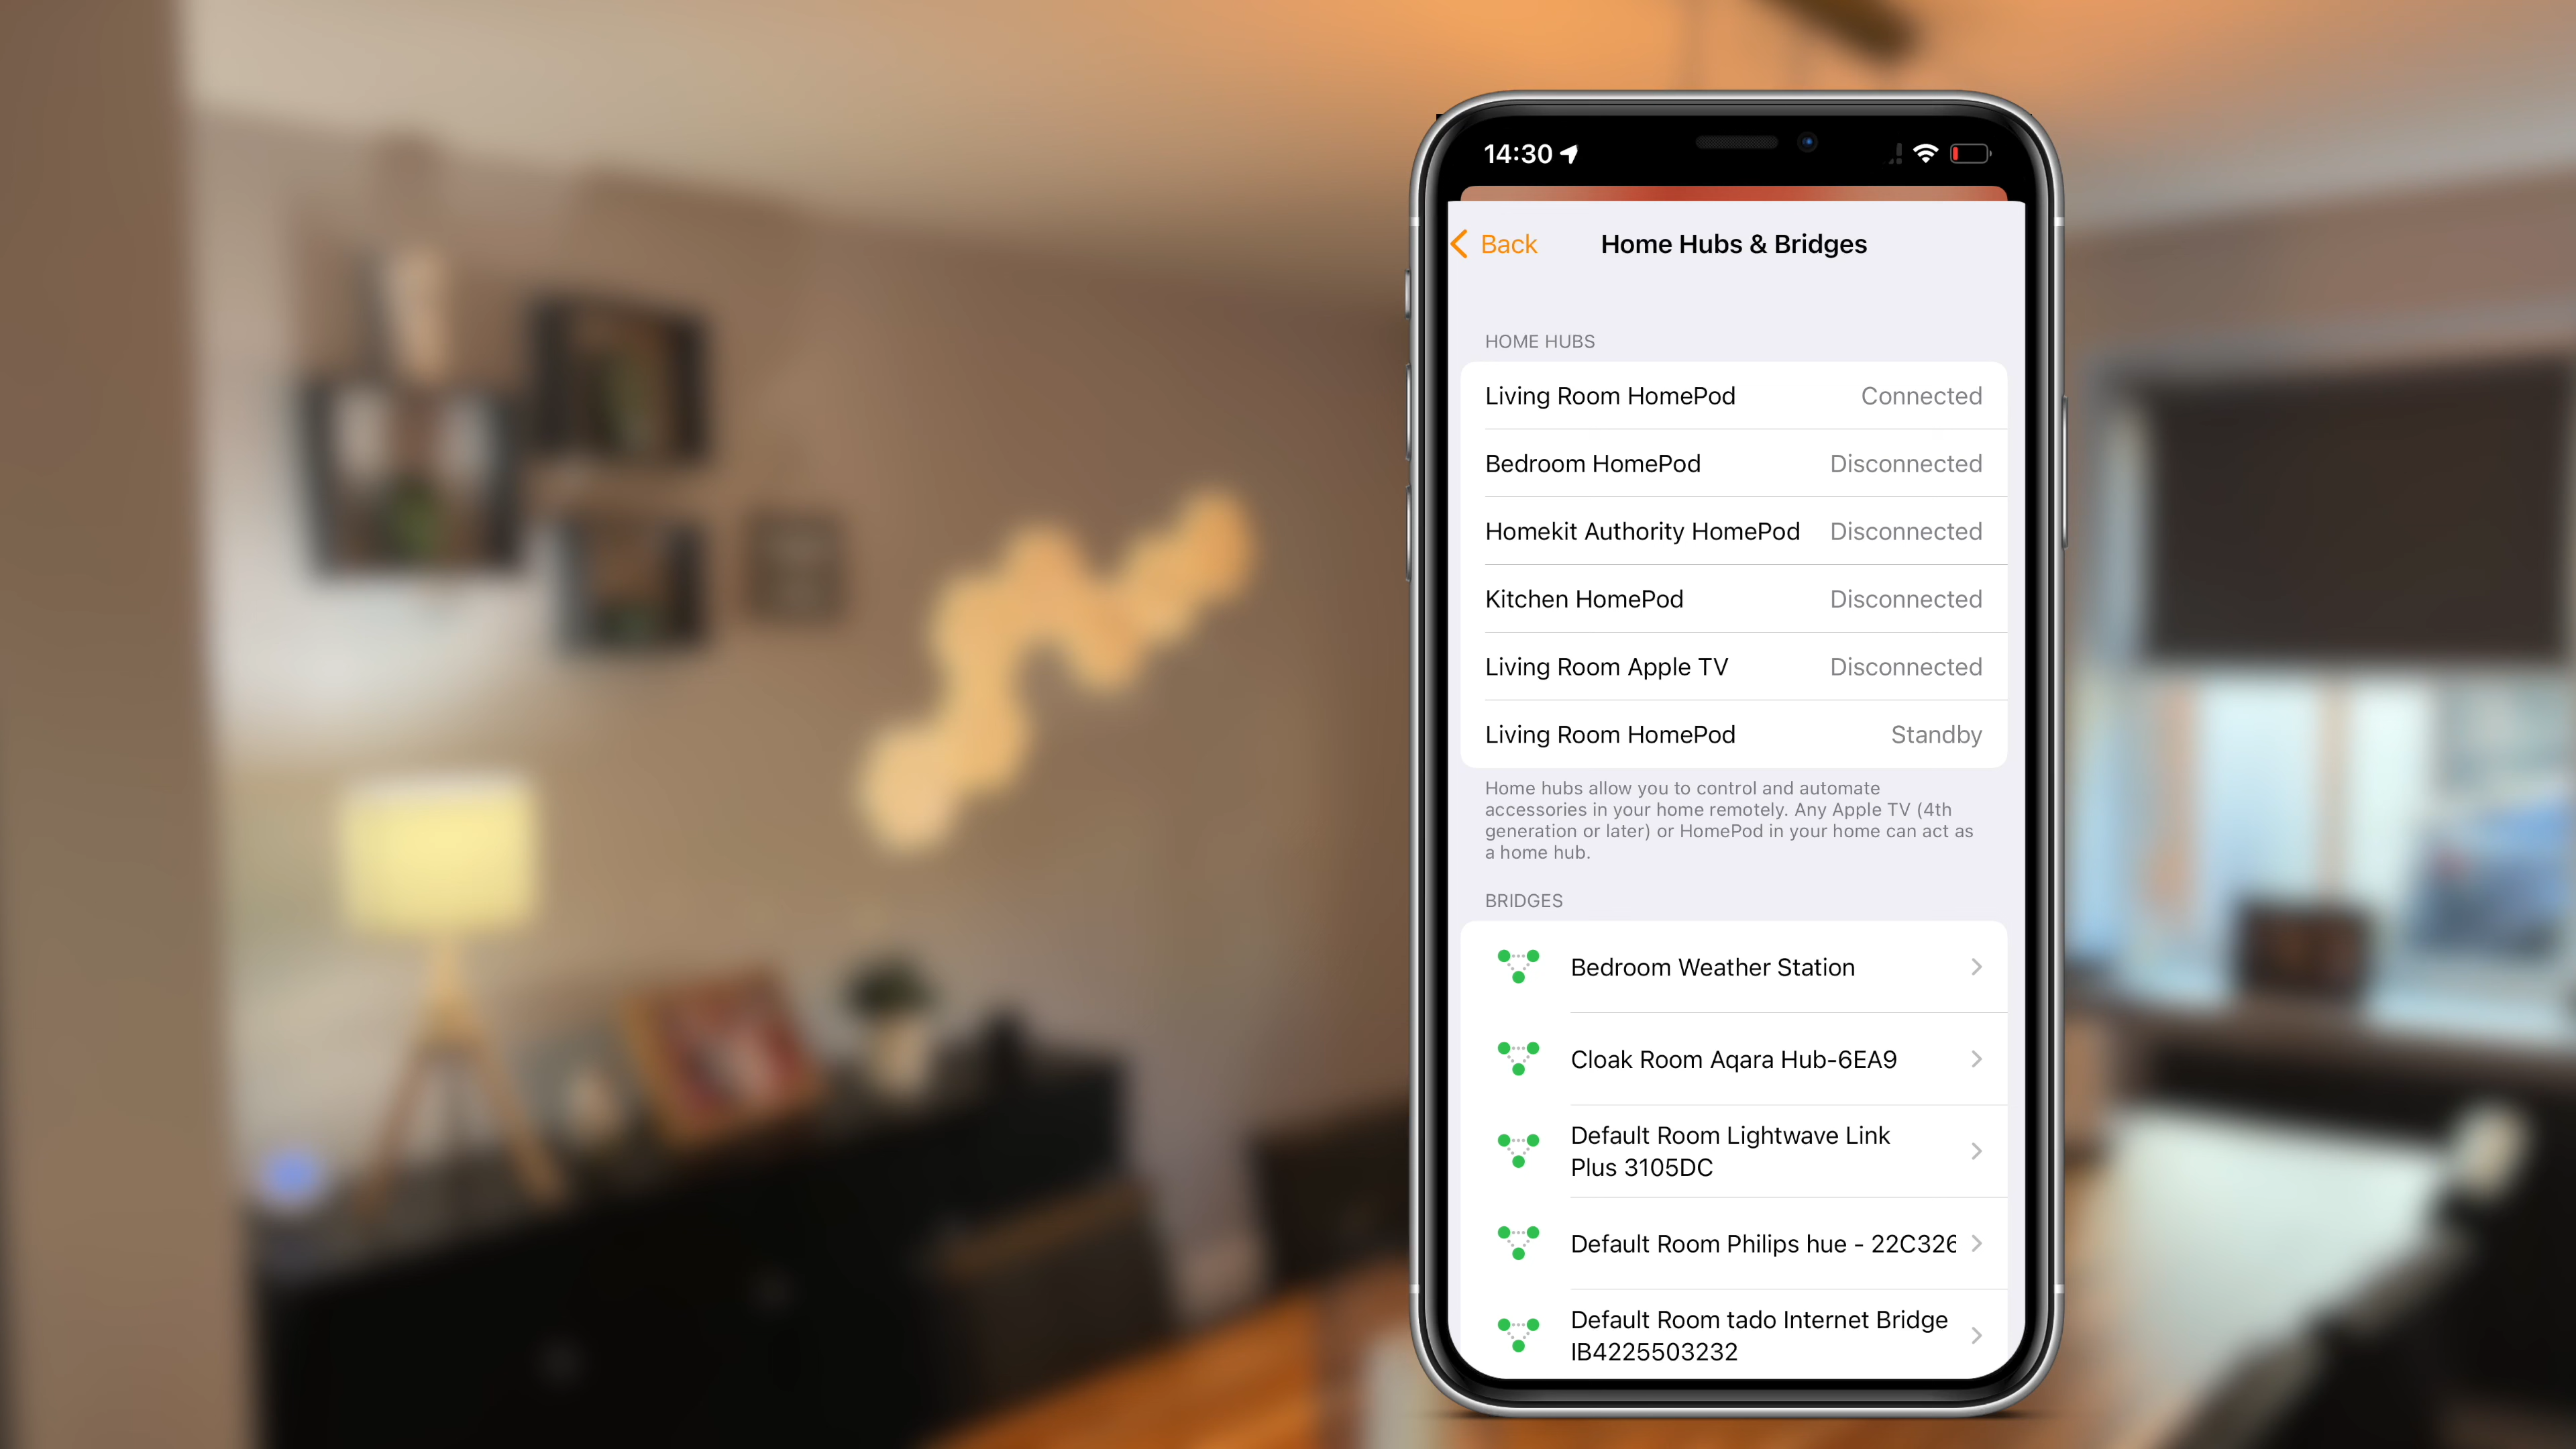 14:30
Back
Home Hubs & Bridges
HOME HUBS
Living Room HomePod Connected
Bedroom HomePod Disconnected
Homekit Authority HomePod Disconnected
Kitchen HomePod Disconnected
Living Room Apple TV Disconnected
Living Room HomePod Standby
Home hubs allow you to control and automate
accessories in your home remotely. Any Apple TV (4th
generation or later) or HomePod in your home can act as
a home hub.
BRIDGES
Bedroom Weather Station
Cloak Room Aqara Hub-6EA9
Default Room Lightwave Link
Plus 3105DC
Default Room Philips hue - 22C326
Default Room tado Internet Bridge
IB4225503232